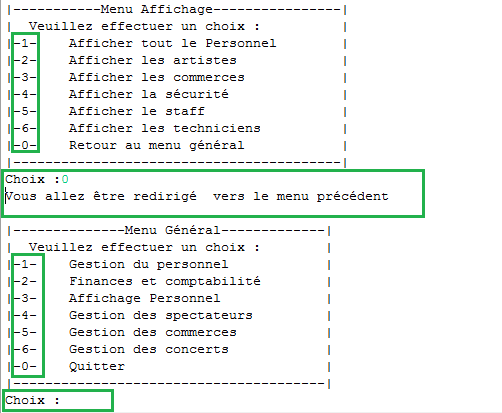 |-----------Menu Affichage----------------|
|  Veuillez effectuer un choix :          |
|-1-    Afficher tout le Personnel        |
|-2-    Afficher les artistes             |
|-3-    Afficher les commerces            |
|-4-    Afficher la sécurité              |
|-5-    Afficher le staff                 |
|-6-    Afficher les techniciens          |
|-0-    Retour au menu général            |
|-----------------------------------------|
Choix :0
Vous allez être redirigé  vers le menu précédent
|--------------Menu Général-------------|
|  Veuillez effectuer un choix :        |
|-1-    Gestion du personnel            |
|-2-    Finances et comptabilité        |
|-3-    Affichage Personnel             |
|-4-    Gestion des spectateurs         |
|-5-    Gestion des commerces           |
|-6-    Gestion des concerts            |
|-0-    Quitter                         |
|---------------------------------------|
Choix :